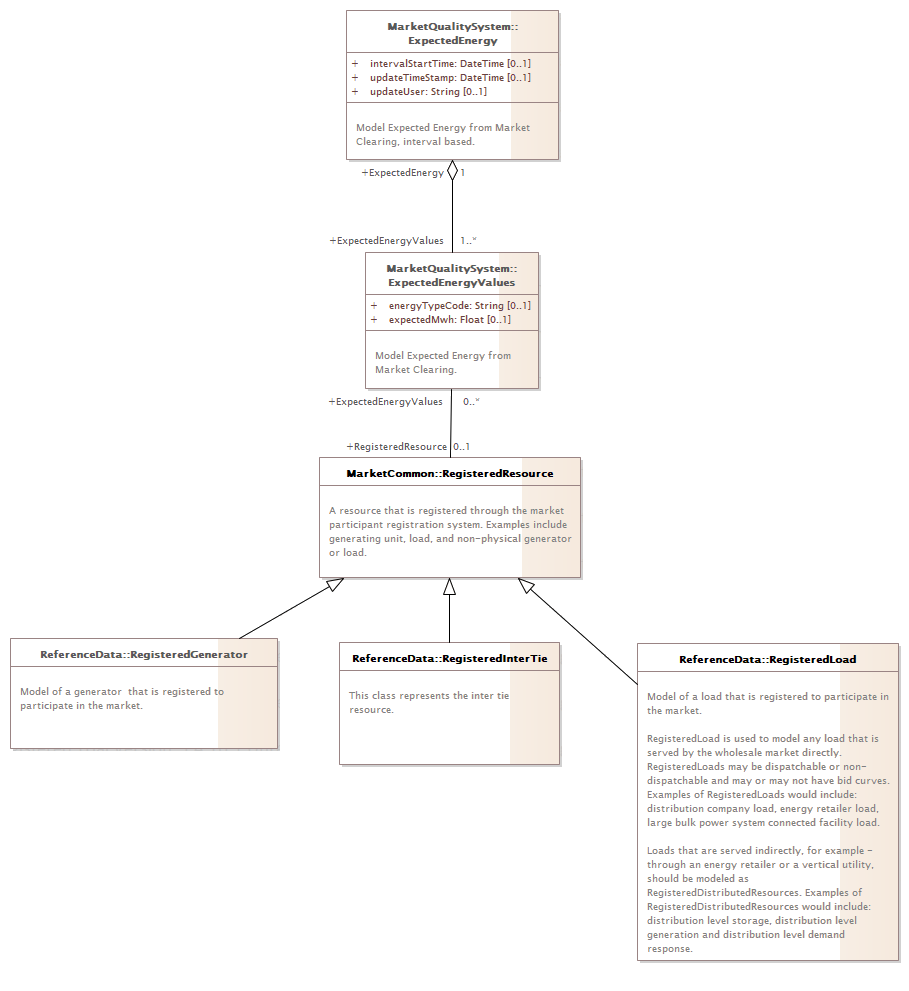 MarketQualitySystem::
ExpectedEnergy
+ intervalStartTime: DateTime [0..1]
+ updateTimeStamp: DateTime [0..1]
+ updateUser: String [0..1]
Model Expected Energy from Market
Clearing, interval based.
+ExpectedEnergy 1
+ExpectedEnergyValues 1..*
MarketQualitySystem::
ExpectedEnergyValues
+ energyTypeCode: String [0..1]
+ expectedMwh: Float [0..1]
Model Expected Energy from
Market Clearing.
+ExpectedEnergyValues 0..*
+RegisteredResource 0..1
MarketCommon::RegisteredResource
A resource that is registered through the market
participant registration system. Examples include
generating unit, load, and non-physical generator
or load.
ReferenceData::RegisteredGenerator
Model of a generator  that is registered to
participate in the market.
ReferenceData::RegisteredInterTie
This class represents the inter tie
resource.
ReferenceData::RegisteredLoad
Model of a load that is registered to participate in
the market.
RegisteredLoad is used to model any load that is
served by the wholesale market directly.
RegisteredLoads may be dispatchable or non-
dispatchable and may or may not have bid curves.
Examples of RegisteredLoads would include:
distribution company load, energy retailer load,
large bulk power system connected facility load.
Loads that are served indirectly, for example -
through an energy retailer or a vertical utility,
should be modeled as
RegisteredDistributedResources. Examples of
RegisteredDistributedResources would include:
distribution level storage, distribution level
generation and distribution level demand
response.